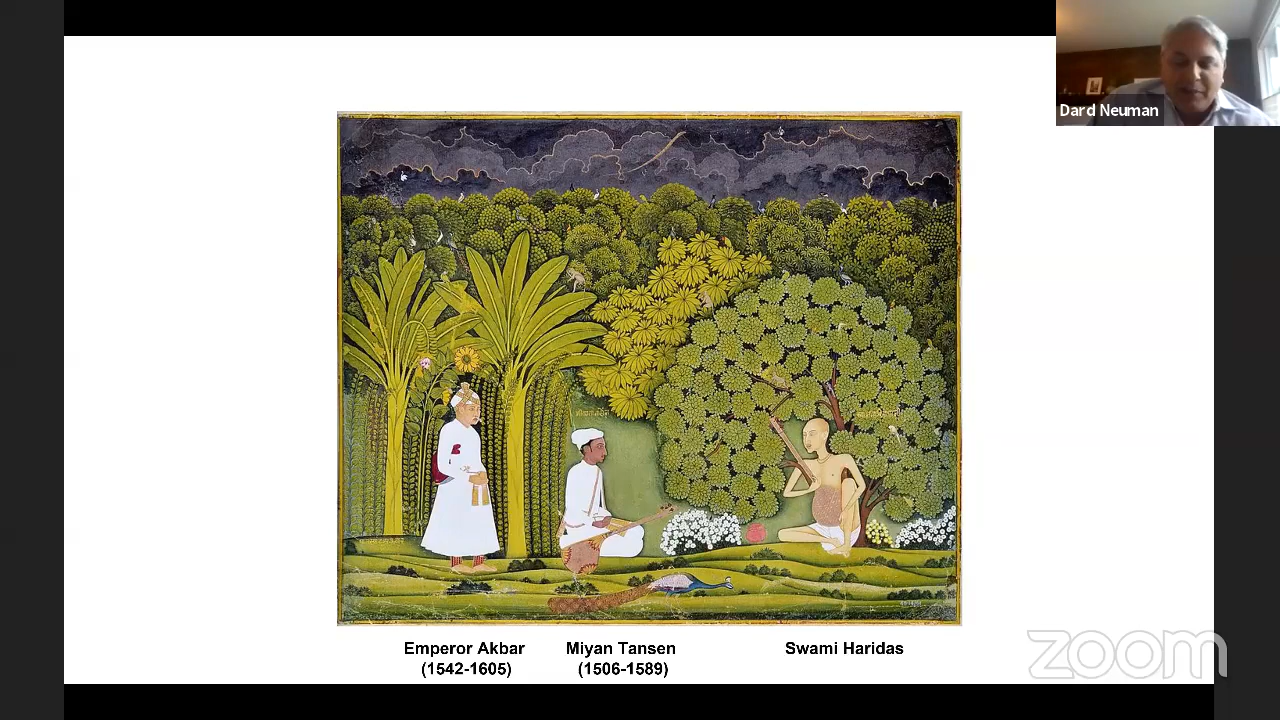 Dard Neuman
Emperor Akbar
(1542-1605)
Miyan Tansen
(1506-1589)
Swami Haridas
zoom